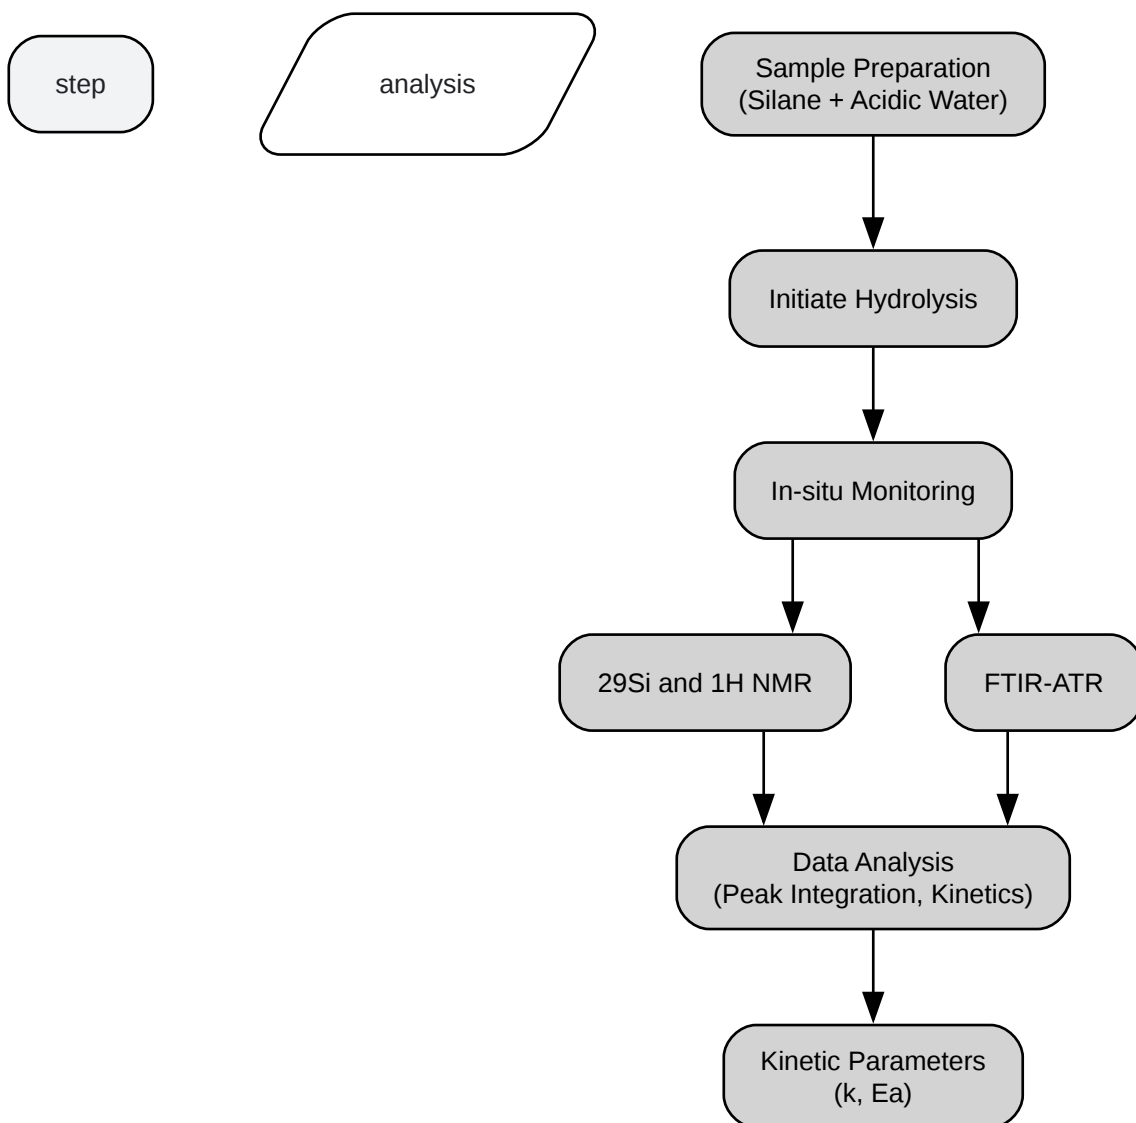 step
analysis
Sample Preparation
(Silane + Acidic Water)
Initiate Hydrolysis
In-situ Monitoring
29Si and 1H NMR
FTIR-ATR
Data Analysis
(Peak Integration, Kinetics)
Kinetic Parameters
(k, Ea)